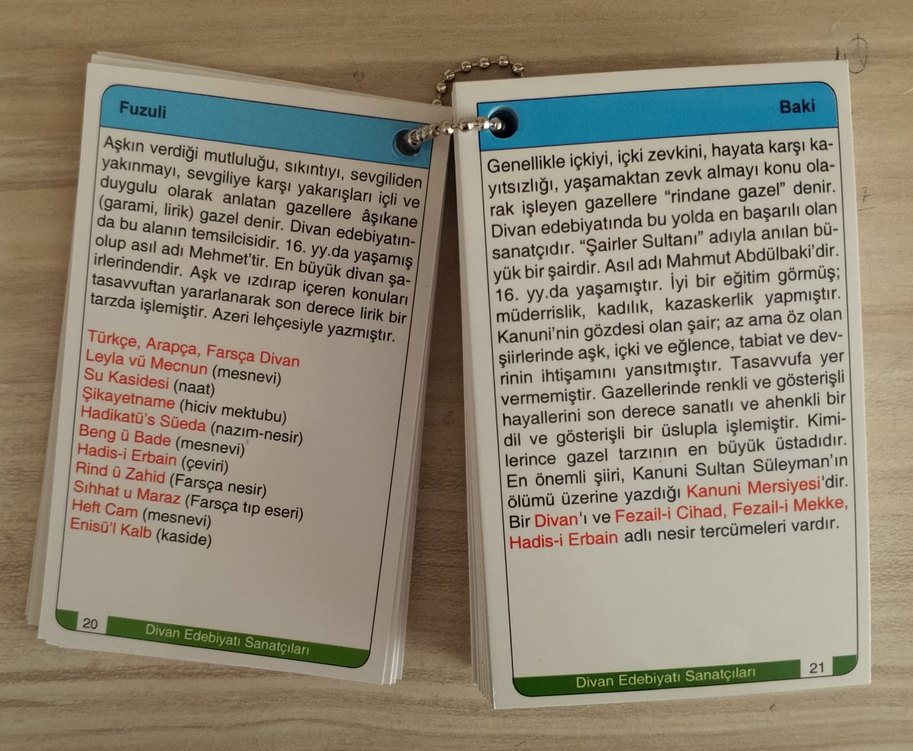 Fuzuli
Aşkın verdiği mutluluğu, sıkıntıyı, sevgiliden
yakınmayı, sevgiliye karşı yakarışları içli ve
duygulu olarak anlatan gazellere âşıkane
(garami, lirik) gazel denir. Divan edebiyatın-
da bu alanın temsilcisidir. 16. yy.da yaşamış
olup asıl adı Mehmet'tir. En büyük divan şa-
irlerindendir. Aşk ve ızdırap içeren konuları
tasavvuftan yararlanarak son derece lirik bir
tarzda işlemiştir. Azeri lehçesiyle yazmıştır.
Türkçe, Arapça, Farsça Divan
Leyla vü Mecnun (mesnevi)
Su Kasidesi (naat)
Şikayetname (hiciv mektubu)
Hadikatü's Süeda (nazım-nesir)
Beng ü Bade (mesnevi)
Hadis-i Erbain (çeviri)
Rind ü Zahid (Farsça nesir)
Sıhhat u Maraz (Farsça tıp eseri)
Heft Cam (mesnevi)
Enisü'l Kalb (kaside)
20
Divan Edebiyatı Sanatçıları
Baki
Genellikle içkiyi, içki zevkini, hayata karşı ka-
yıtsızlığı, yaşamaktan zevk almayı konu ola-
rak işleyen gazellere "rindane gazel" denir.
Divan edebiyatında bu yolda en başarılı olan
sanatçıdır. "Şairler Sultanı" adıyla anılan bü-
yük bir şairdir. Asıl adı Mahmut Abdülbaki'dir.
16. yy.da yaşamıştır. İyi bir eğitim görmüş;
müderrislik, kadılık, kazaskerlik yapmıştır.
Kanuni'nin gözdesi olan şair; az ama öz olan
şiirlerinde aşk, içki ve eğlence, tabiat ve dev-
rinin ihtişamını yansıtmıştır. Tasavvufa yer
vermemiştir. Gazellerinde renkli ve gösterişli
hayallerini son derece sanatlı ve ahenkli bir
dil ve gösterişli bir üslupla işlemiştir. Kimi-
lerince gazel tarzının en büyük üstadıdır.
En önemli şiiri, Kanuni Sultan Süleyman'ın
ölümü üzerine yazdığı Kanuni Mersiyesi'dir.
Bir Divan'ı ve Fezail-i Cihad, Fezail-i Mekke,
Hadis-i Erbain adlı nesir tercümeleri vardır.
Divan Edebiyatı Sanatçıları
21